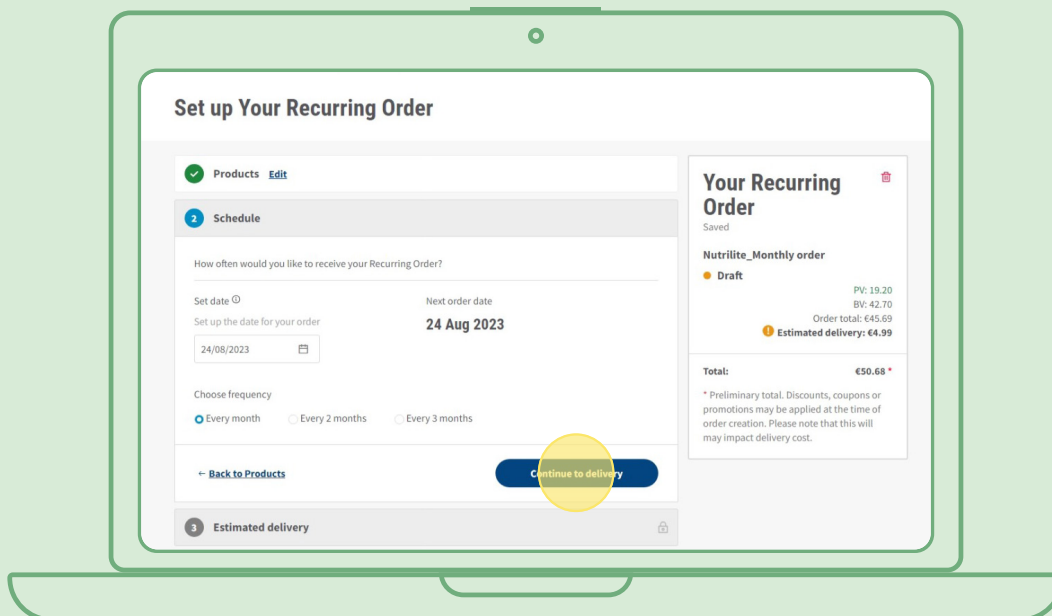 Set up Your Recurring Order
Products Edit
2 Schedule
How often would you like to receive your Recurring Order?
Set date
Set up the date for your order
24/08/2023
Next order date
24 Aug 2023
Choose frequency
Every month Every 2 months Every 3 months
← Back to Products
Continue to delivery
3 Estimated delivery
Your Recurring
Order
Saved
Nutrilite_Monthly order
Draft
PV: 19.20
BV: 42.70
Order total: €45.69
Estimated delivery: €4.99
Total: €50.68 *
* Preliminary total. Discounts, coupons or
promotions may be applied at the time of
order creation. Please note that this will
may impact delivery cost.